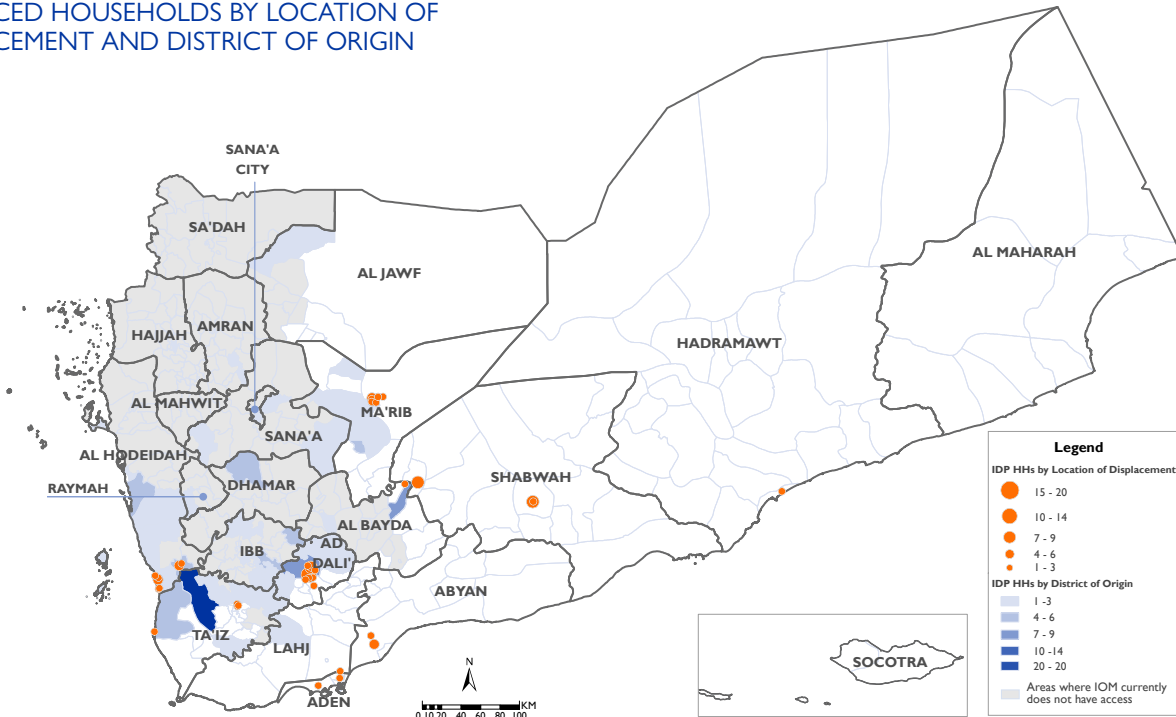 CED HOUSEHOLDS BY LOCATION OF
CEMENT AND DISTRICT OF ORIGIN
SANA'A
CITY
SA'DAH
AL JAWF
AL MAHARAH
HAJJAH
AMRAN
HADRAMAWT
AL MAHWIT
MA'RIB
SANA'A
AL HODEIDAH
SHABWAH
RAYMAH
DHAMAR
AL BAYDA
IBB
AD
DALI'
ABYAN
TA'IZ
LAHJ
ADEN
SOCOTRA
N
KM
0 10 20 40 60 80 100
Legend
IDP HHs by Location of Displacement
15 - 20
10 - 14
7 - 9
4 - 6
1 - 3
IDP HHs by District of Origin
1 -3
4 - 6
7 - 9
10 -14
20 - 20
Areas where IOM currently
does not have access